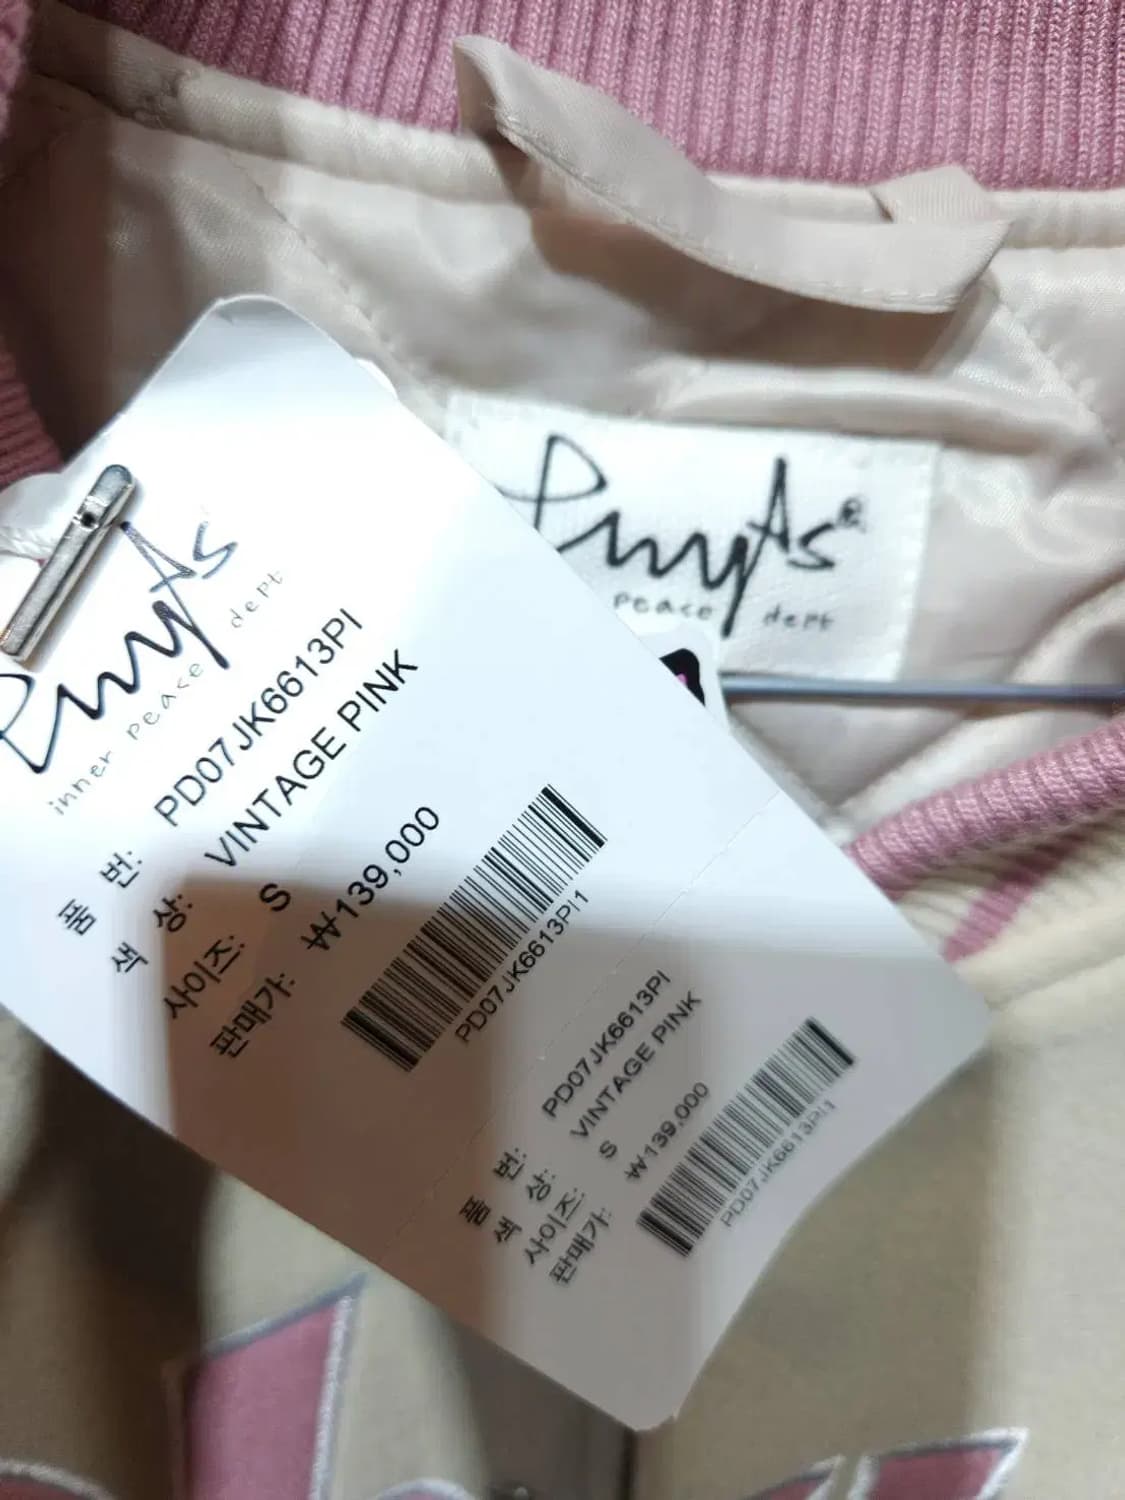 PmyAs®
peace dept
PmyAs
inner peace dept
품 번: PD07JK6613PI
색 상: VINTAGE PINK
사이즈: S
판매가: ₩139,000
PD07JK6613PI1
품 번: PD07JK6613PI
색 상: VINTAGE PINK
사이즈: S
판매가: ₩139,000
PD07JK6613PI1